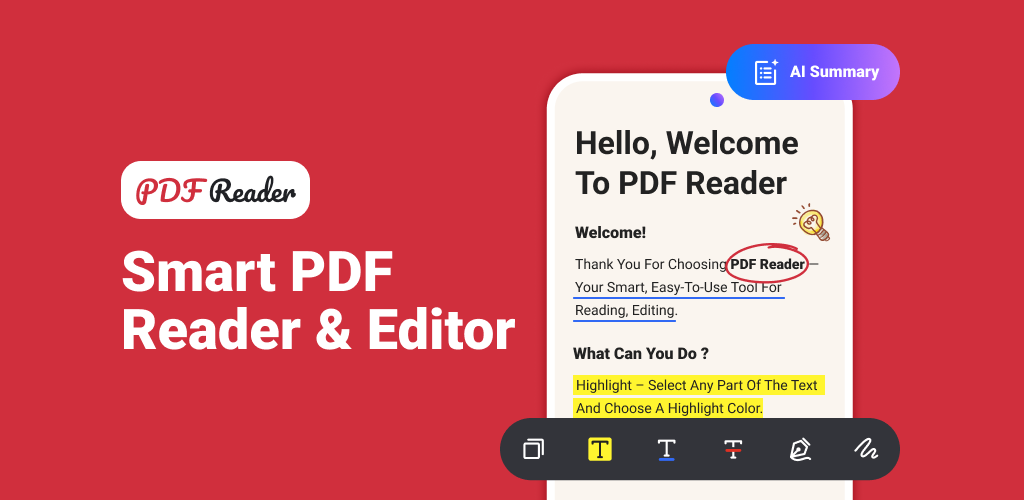 PDF Reader
Smart PDF
Reader & Editor
AI Summary
Hello, Welcome
To PDF Reader
Welcome!
Thank You For Choosing PDF Reader —
Your Smart, Easy-To-Use Tool For
Reading, Editing.
What Can You Do ?
Highlight – Select Any Part Of The Text
And Choose A Highlight Color.
T T T